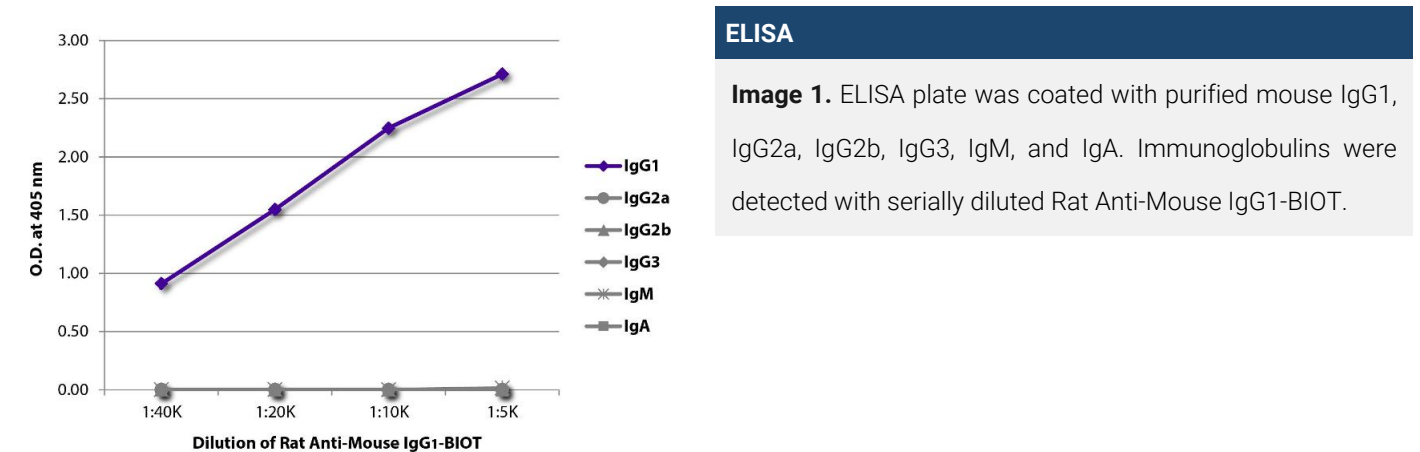 3.00
2.50
2.00
1.50
1.00
0.50
0.00
O.D. at 405 nm
1:40K
1:20K
1:10K
1:5K
Dilution of Rat Anti-Mouse IgG1-BIOT
IgG1
IgG2a
IgG2b
IgG3
IgM
IgA
ELISA
Image 1. ELISA plate was coated with purified mouse IgG1,
IgG2a, IgG2b, IgG3, IgM, and IgA. Immunoglobulins were
detected with serially diluted Rat Anti-Mouse IgG1-BIOT.